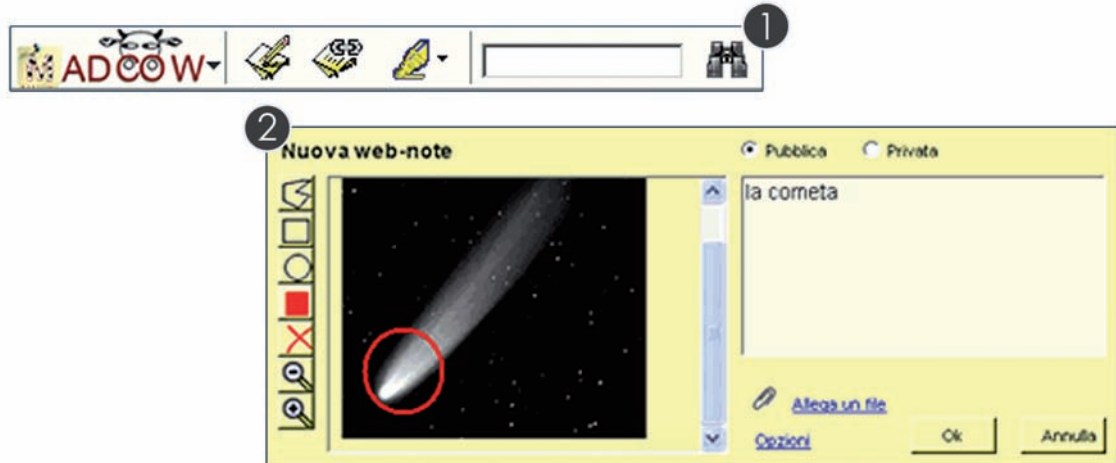 1
MADCOW
2
Nuova web-note
Pubblica Privata
la cometa
Allega un file
Opzioni Ok Annulla